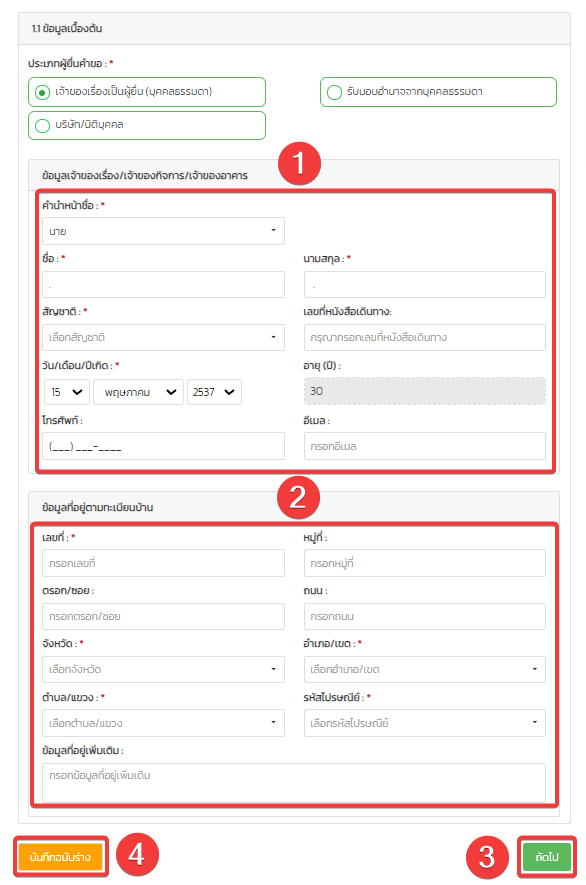 1.1 ข้อมูลเบื้องต้น
ประเภทผู้ยื่นคำขอ : *
เจ้าของเรื่องเป็นผู้ยื่น (บุคคลธรรมดา) รับมอบอำนาจจากบุคคลธรรมดา
บริษัท/นิติบุคคล
1
ข้อมูลเจ้าของเรื่อง/เจ้าของกิจการ/เจ้าของอาคาร
คำนำหน้าชื่อ : *
นาย
ชื่อ : * นามสกุล : *
. .
สัญชาติ : * เลขที่หนังสือเดินทาง:
เลือกสัญชาติ กรุณากรอกเลขที่หนังสือเดินทาง
วัน/เดือน/ปีเกิด : * อายุ (ปี) :
15 พฤษภาคม 2537 30
โทรศัพท์ : อีเมล :
(___) ___-____ กรอกอีเมล
2
ข้อมูลที่อยู่ตามทะเบียนบ้าน
เลขที่ : * หมู่ที่ :
กรอกเลขที่ กรอกหมู่ที่
ตรอก/ซอย : ถนน :
กรอกตรอก/ซอย กรอกถนน
จังหวัด : * อำเภอ/เขต : *
เลือกจังหวัด เลือกอำเภอ/เขต
ตำบล/แขวง : * รหัสไปรษณีย์ : *
เลือกตำบล/แขวง เลือกรหัสไปรษณีย์
ข้อมูลที่อยู่เพิ่มเติม :
กรอกข้อมูลที่อยู่เพิ่มเติม
บันทึกฉบับร่าง 4 3 ถัดไป